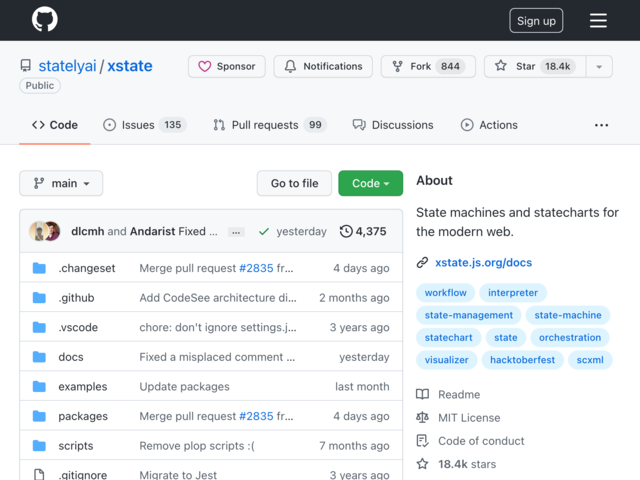 Sign up
statelyai / xstate
Sponsor
Notifications
Fork 844
Star 18.4k
Public
Code
Issues 135
Pull requests 99
Discussions
Actions
...
main
Go to file
Code
About
State machines and statecharts for
the modern web.
xstate.js.org/docs
workflow interpreter
state-management state-machine
statechart state orchestration
visualizer hacktoberfest scxml
Readme
MIT License
Code of conduct
18.4k stars
dlcmh and Andarist Fixed ... ... yesterday 4,375
.changeset Merge pull request #2835 fr... 4 days ago
.github Add CodeSee architecture di... 2 months ago
.vscode chore: don't ignore settings.j... 3 years ago
docs Fixed a misplaced comment ... yesterday
examples Update packages last month
packages Merge pull request #2835 fr... 4 days ago
scripts Remove plop scripts :( 7 months ago
.gitignore Migrate to Jest 3 years ago